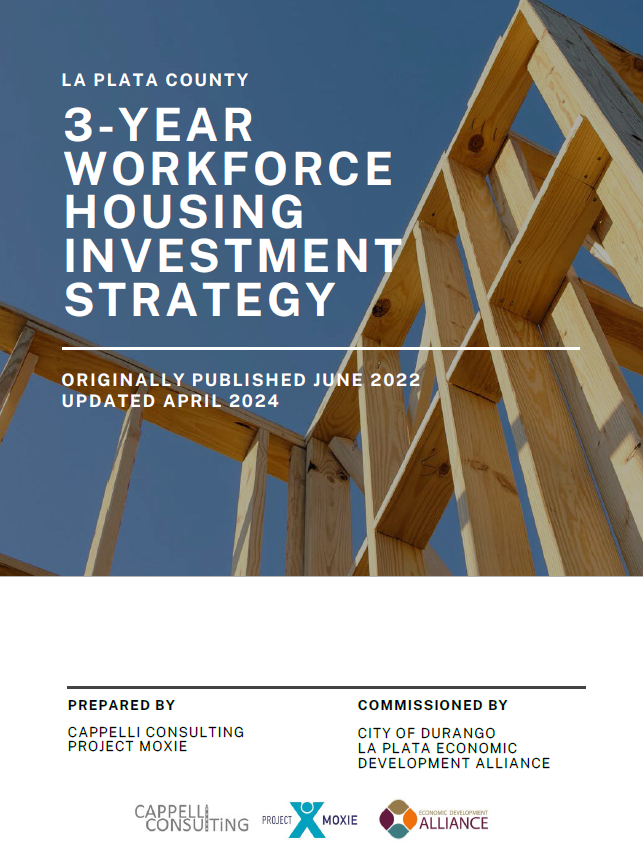 LA PLATA COUNTY
3-YEAR
WORKFORCE
HOUSING
INVESTMENT
STRATEGY
ORIGINALLY PUBLISHED JUNE 2022
UPDATED APRIL 2024
PREPARED BY
CAPPELLI CONSULTING
PROJECT MOXIE
COMMISSIONED BY
CITY OF DURANGO
LA PLATA ECONOMIC
DEVELOPMENT ALLIANCE
CAPPELLI
CONSULTING
PROJECT MOXIE
ECONOMIC DEVELOPMENT
ALLIANCE